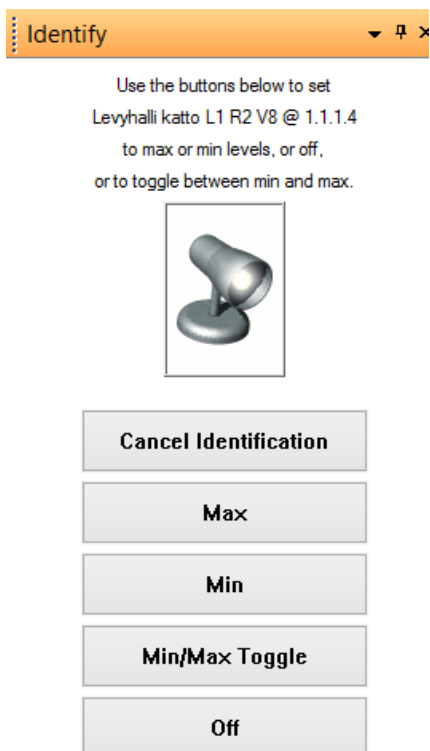 Identify
Use the buttons below to set
Levyhalli katto L1 R2 V8 @ 1.1.1.4
to max or min levels, or off,
or to toggle between min and max.
Cancel Identification
Max
Min
Min/Max Toggle
Off